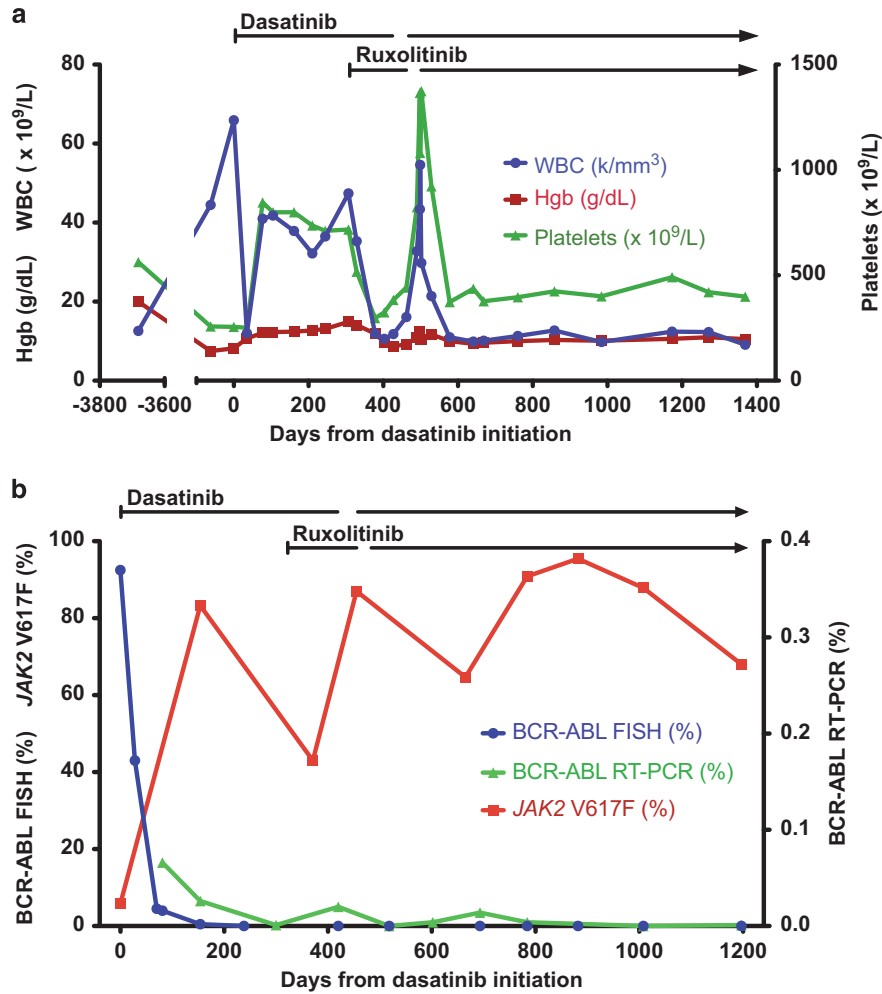 a
Dasatinib
Ruxolitinib
Hgb (g/dL) WBC ( x 10⁹/L)
80
60
40
20
0
WBC (k/mm³)
Hgb (g/dL)
Platelets (x 10⁹/L)
1500
1000
500
0
Platelets (x 10⁹/L)
-3800 -3600 0 200 400 600 800 1000 1200 1400
Days from dasatinib initiation
b
Dasatinib
Ruxolitinib
BCR-ABL FISH (%) JAK2 V617F (%)
100
80
60
40
20
0
BCR-ABL FISH (%)
BCR-ABL RT-PCR (%)
JAK2 V617F (%)
0.4
0.3
0.2
0.1
0.0
BCR-ABL RT-PCR (%)
0 200 400 600 800 1000 1200
Days from dasatinib initiation